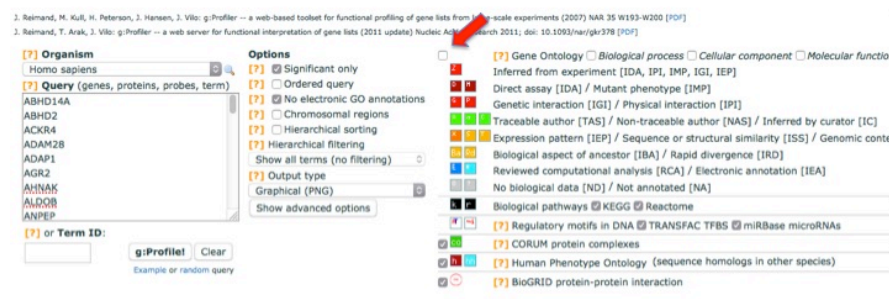 J. Reimand, M. Kull, H. Peterson, J. Hansen, J. Vilo: g:Profiler -- a web-based toolset for functional profiling of gene lists from -scale experiments (2007) NAR 35 W193-W200 [PDF]
J. Reimand, T. Arak, J. Vilo: g:Profiler -- a web server for functional interpretation of gene lists (2011 update) Nucleic 2011; doi: 10.1093/nar/gkr378 [PDF]
[?] Organism
Homo sapiens
[?] Query (genes, proteins, probes, term)
ABHD14A
ABHD2
ACKR4
ADAM28
ADAP1
AGR2
AHNAK
ALDOB
ANPEP
[?] or Term ID:
g:Profile! Clear
Example or random query
Options
[?] Significant only
[?] Ordered query
[?] No electronic GO annotations
[?] Chromosomal regions
[?] Hierarchical sorting
[?] Hierarchical filtering
Show all terms (no filtering)
[?] Output type
Graphical (PNG)
Show advanced options
[?] Gene Ontology Biological process Cellular component Molecular functio
Inferred from experiment [IDA, IPI, IMP, IGI, IEP]
Direct assay [IDA] / Mutant phenotype [IMP]
Genetic interaction [IGI] / Physical interaction [IPI]
Traceable author [TAS] / Non-traceable author [NAS] / Inferred by curator [IC]
Expression pattern [IEP] / Sequence or structural similarity [ISS] / Genomic conte
Biological aspect of ancestor [IBA] / Rapid divergence [IRD]
Reviewed computational analysis [RCA] / Electronic annotation [IEA]
No biological data [ND] / Not annotated [NA]
Biological pathways KEGG Reactome
[?] Regulatory motifs in DNA TRANSFAC TFBS miRBase microRNAs
[?] CORUM protein complexes
[?] Human Phenotype Ontology (sequence homologs in other species)
[?] BioGRID protein-protein interaction